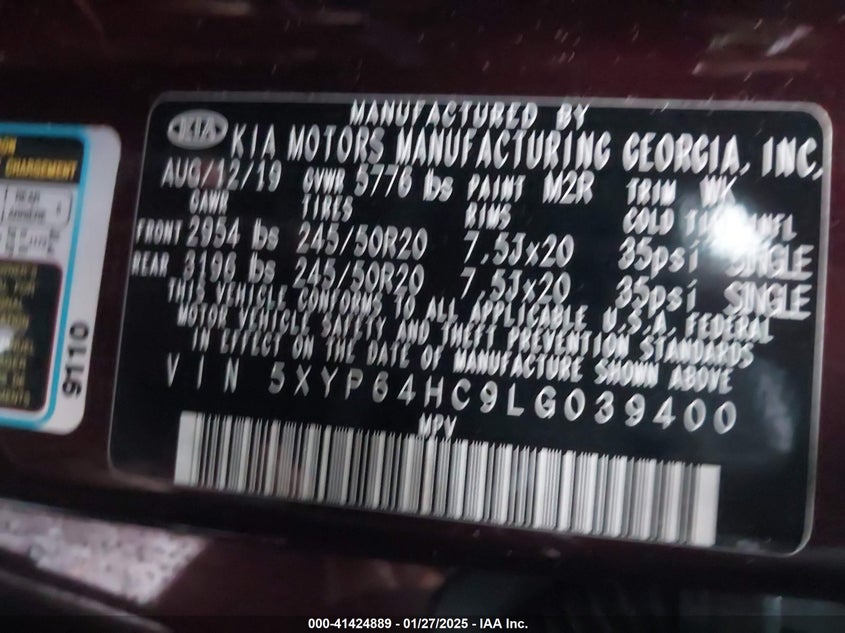 MANUFACTURED BY
KIA KIA MOTORS MANUFACTURING GEORGIA, INC.
AUG/12/19 GVWR 5776 lbs PAINT M2R TRIM WK
GAWR TIRES RIMS COLD TIRE INFL
FRONT 2954 lbs 245/50R20 7,5Jx20 35psi SINGLE
REAR 3196 lbs 245/50R20 7,5Jx20 35psi SINGLE
THIS VEHICLE CONFORMS TO ALL APPLICABLE U.S.A. FEDERAL
MOTOR VEHICLE SAFETY AND THEFT PREVENTION STANDARDS
IN EFFECT ON THE DATE OF MANUFACTURE SHOWN ABOVE
VIN 5XYP64HC9LG039400
MPV
9110
000-41424889 - 01/27/2025 - IAA Inc.